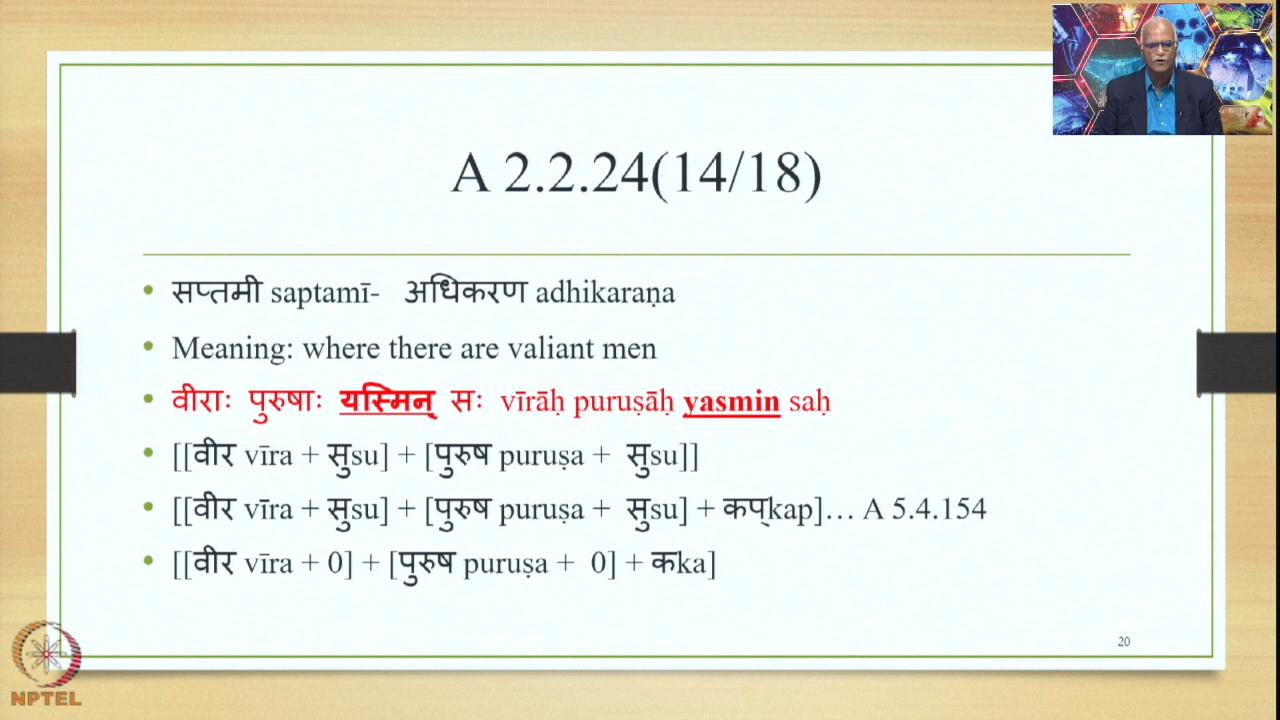 A 2.2.24(14/18)
• सप्तमी saptamī- अधिकरण adhikaraṇa
• Meaning: where there are valiant men
• वीराः पुरुषाः यस्मिन् सः vīrāḥ puruṣāḥ yasmin saḥ
• [[वीर vīra + सुsu] + [पुरुष puruṣa + सुsu]]
• [[वीर vīra + सुsu] + [पुरुष puruṣa + सुsu] + कप्kap]… A 5.4.154
• [[वीर vīra + 0] + [पुरुष puruṣa + 0] + कka]
20
NPTEL